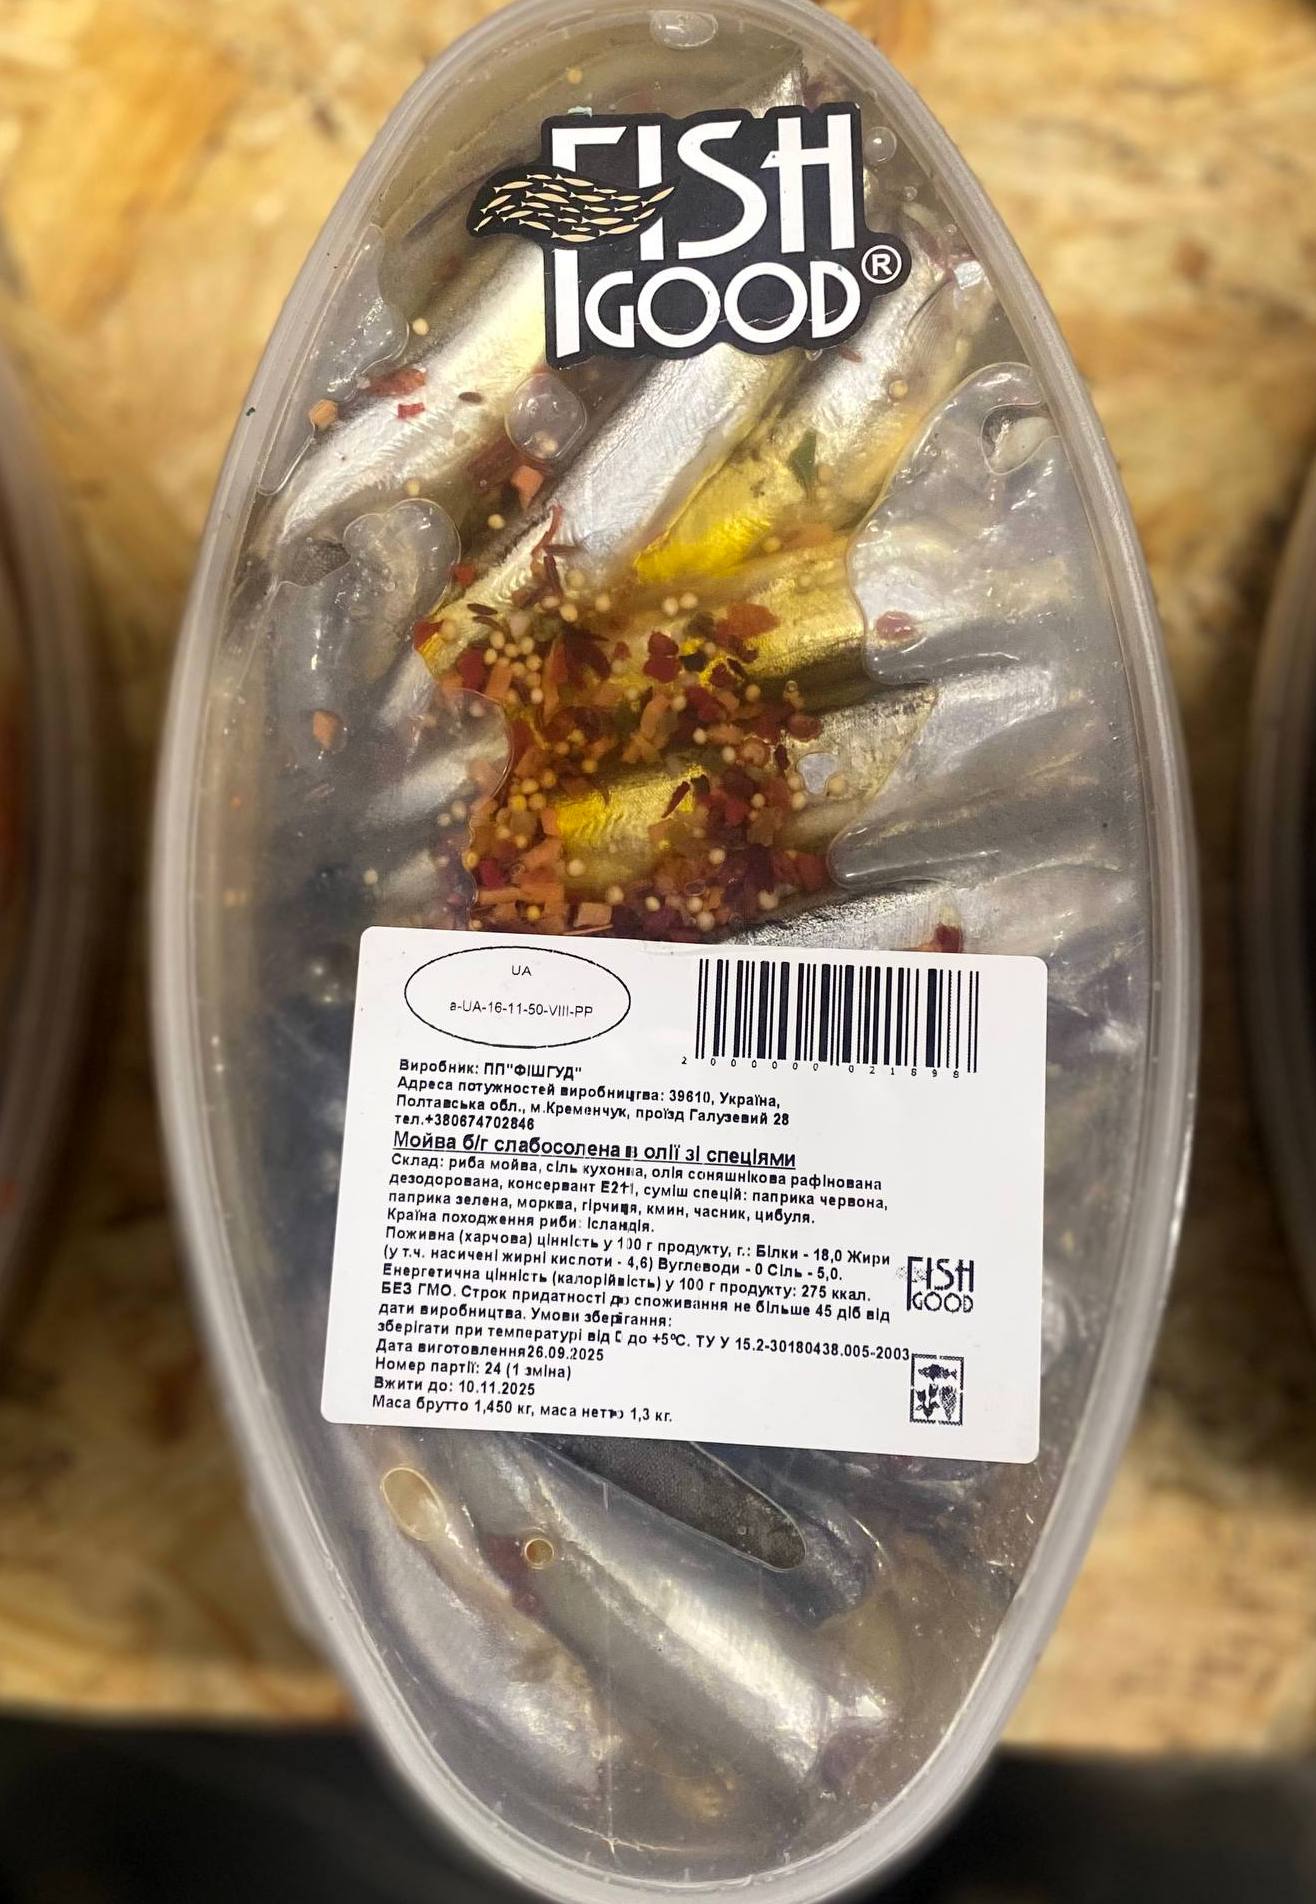 FISH
GOOD®
UA
a-UA-16-11-50-VIII-PP
2 000000 021898
Виробник: ПП"ФІШГУД"
Адреса потужностей виробництва: 39610, Україна,
Полтавська обл., м.Кременчук, проїзд Галузевий 28
тел.+380674702846
Мойва б/г слабосолена в олії зі спеціями
Склад: риба мойва, сіль кухонна, олія соняшнікова рафінована
дезодорована, консервант Е211, суміш спецій: паприка червона,
паприка зелена, морква, гірчиця, кмин, часник, цибуля.
Країна походження риби: Ісландія.
Поживна (харчова) цінність у 100 г продукту, г.: Білки - 18,0 Жири
(у т.ч. насичені жирні кислоти - 4,6) Вуглеводи - 0 Сіль - 5,0.
Енергетична цінність (калорійвість) у 100 г продукту: 275 ккал.
БЕЗ ГМО. Строк придатності до споживання не більше 45 діб від
дати виробництва. Умови зберігання:
зберігати при температурі від 0 до +5°С. ТУ У 15.2-30180438.005-2003
Дата виготовлення26.09.2025
Номер партії: 24 (1 зміна)
Вжити до: 10.11.2025
Маса брутто 1,450 кг, маса нетто 1,3 кг.
FISH
GOOD